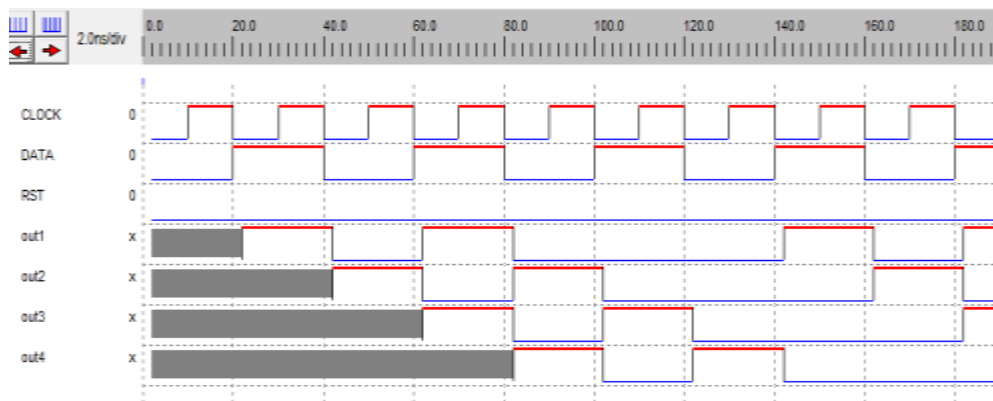 2.0ns/div 0.0 20.0 40.0 60.0 80.0 100.0 120.0 140.0 160.0 180.0
CLOCK 0
DATA 0
RST 0
out1 x
out2 x
out3 x
out4 x